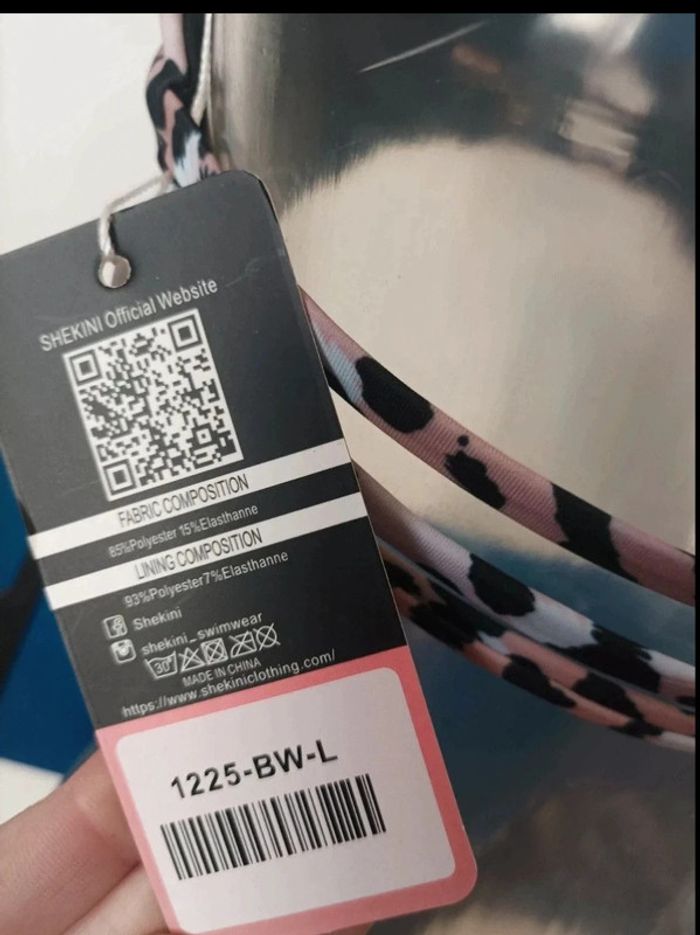 SHEKINI Official Website
FABRIC COMPOSITION
85%Polyester 15%Elasthanne
LINING COMPOSITION
93%Polyester7%Elasthanne
Shekini
shekini_swimwear
30
MADE IN CHINA
https://www.shekiniclothing.com/
1225-BW-L